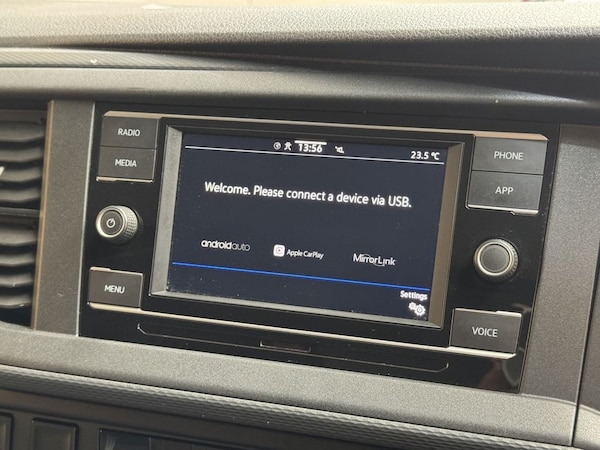 RADIO
MEDIA
MENU
13:56
23.5 °C
Welcome. Please connect a device via USB.
androidauto
Apple CarPlay
MirrorLink
Settings
PHONE
APP
VOICE